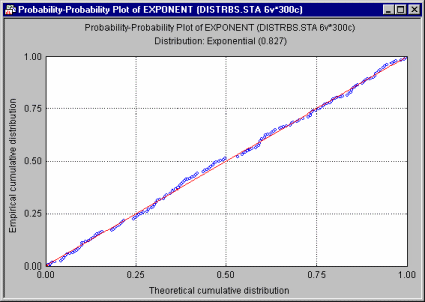 Probability-Probability Plot of EXPONENT (DISTRBS.STA 6v*300c)
Probability-Probability Plot of EXPONENT (DISTRBS.STA 6v*300c)
Distribution: Exponential (0.827)
Empirical cumulative distribution
1.00
0.75
0.50
0.25
0.00
0.00 0.25 0.50 0.75 1.00
Theoretical cumulative distribution